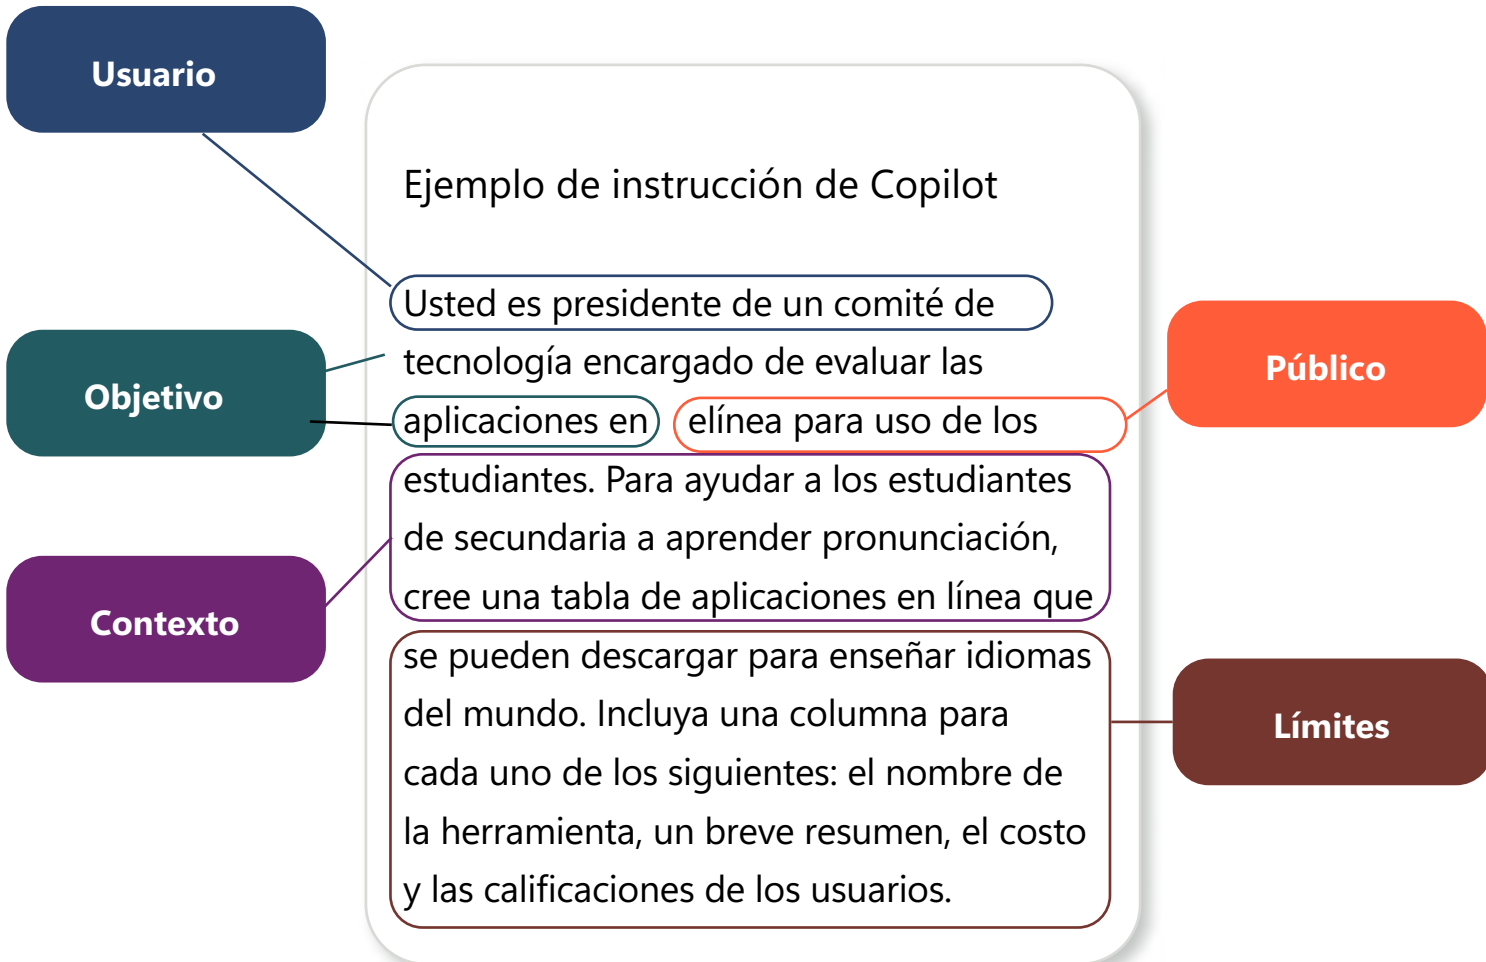 Usuario
Ejemplo de instrucción de Copilot
Usted es presidente de un comité de
tecnología encargado de evaluar las
aplicaciones en elínea para uso de los
estudiantes. Para ayudar a los estudiantes
de secundaria a aprender pronunciación,
cree una tabla de aplicaciones en línea que
se pueden descargar para enseñar idiomas
del mundo. Incluya una columna para
cada uno de los siguientes: el nombre de
la herramienta, un breve resumen, el costo
y las calificaciones de los usuarios.
Objetivo
Contexto
Público
Límites